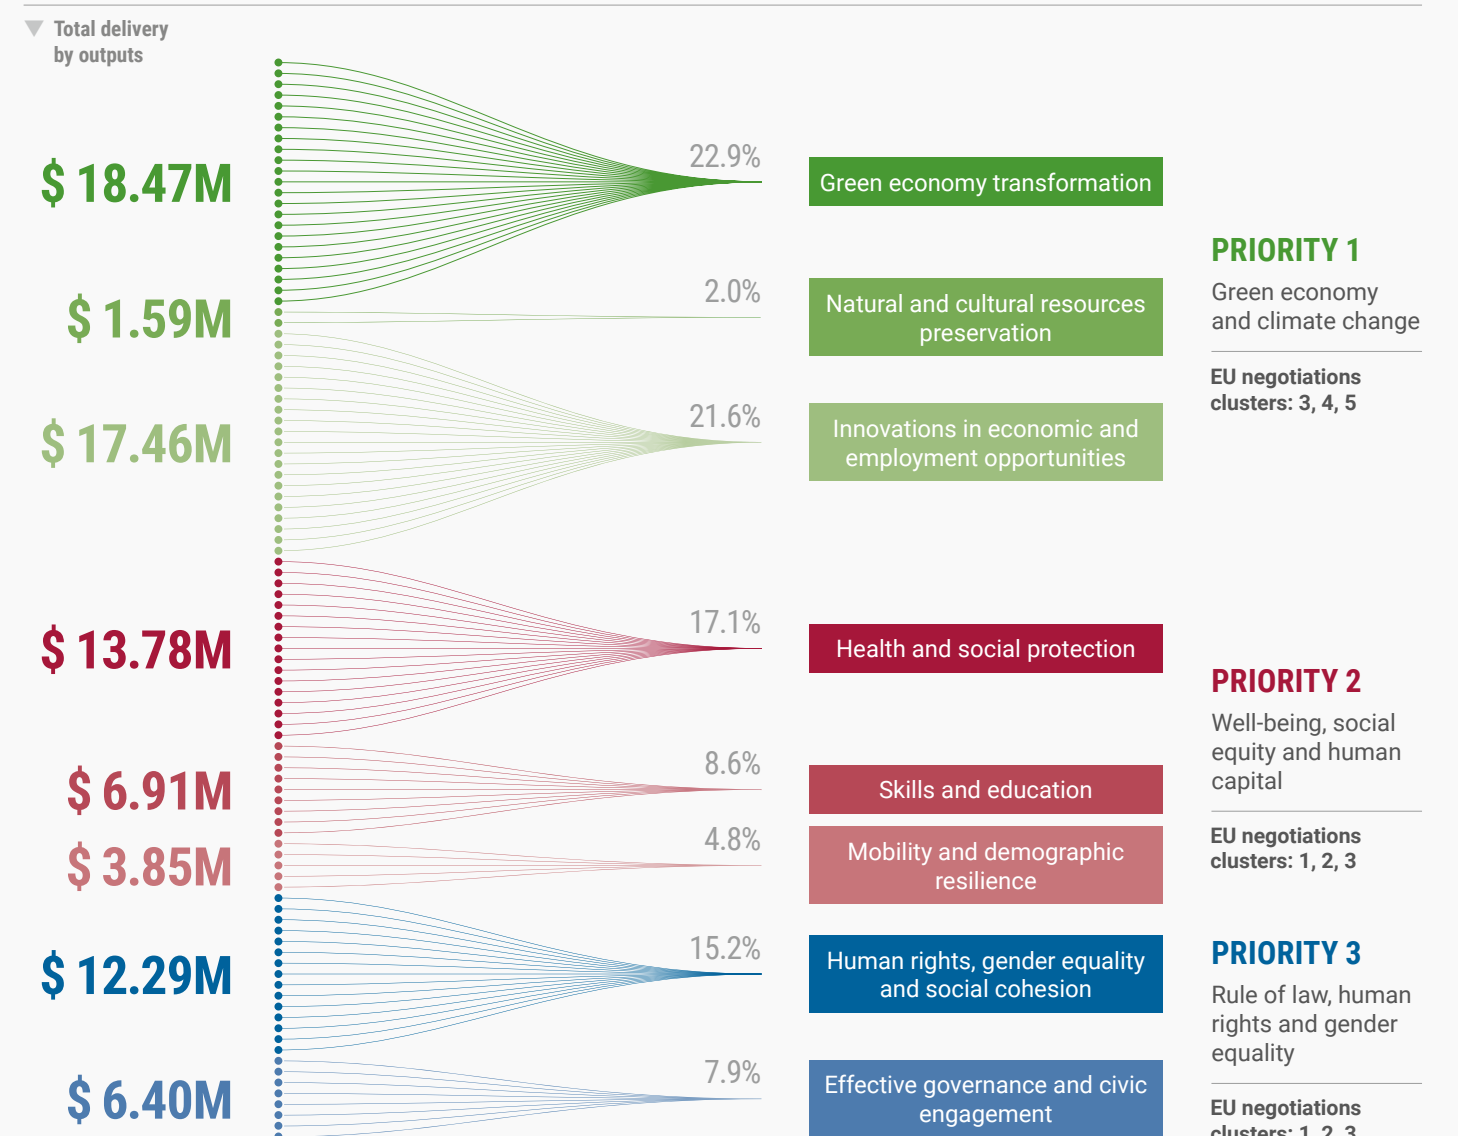 Total delivery
by outputs
$ 18.47M
22.9%
Green economy transformation
PRIORITY 1
Green economy
and climate change
EU negotiations
clusters: 3, 4, 5
$ 1.59M
2.0%
Natural and cultural resources
preservation
$ 17.46M
21.6%
Innovations in economic and
employment opportunities
$ 13.78M
17.1%
Health and social protection
PRIORITY 2
Well-being, social
equity and human
capital
EU negotiations
clusters: 1, 2, 3
$ 6.91M
8.6%
Skills and education
$ 3.85M
4.8%
Mobility and demographic
resilience
$ 12.29M
15.2%
Human rights, gender equality
and social cohesion
PRIORITY 3
Rule of law, human
rights and gender
equality
EU negotiations
clusters: 1, 2, 3
$ 6.40M
7.9%
Effective governance and civic
engagement